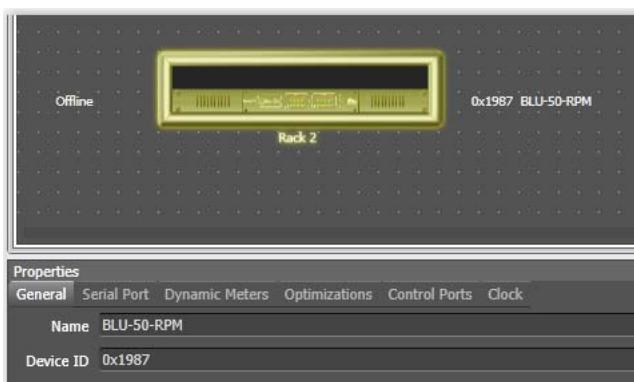 Offline
0x1987 BLU-50-RPM
Rack 2
Properties
General Serial Port Dynamic Meters Optimizations Control Ports Clock
Name BLU-50-RPM
Device ID 0x1987